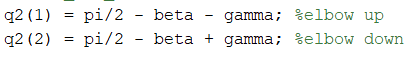 q2(1) = pi/2 - beta - gamma; %elbow up
q2(2) = pi/2 - beta + gamma; %elbow down